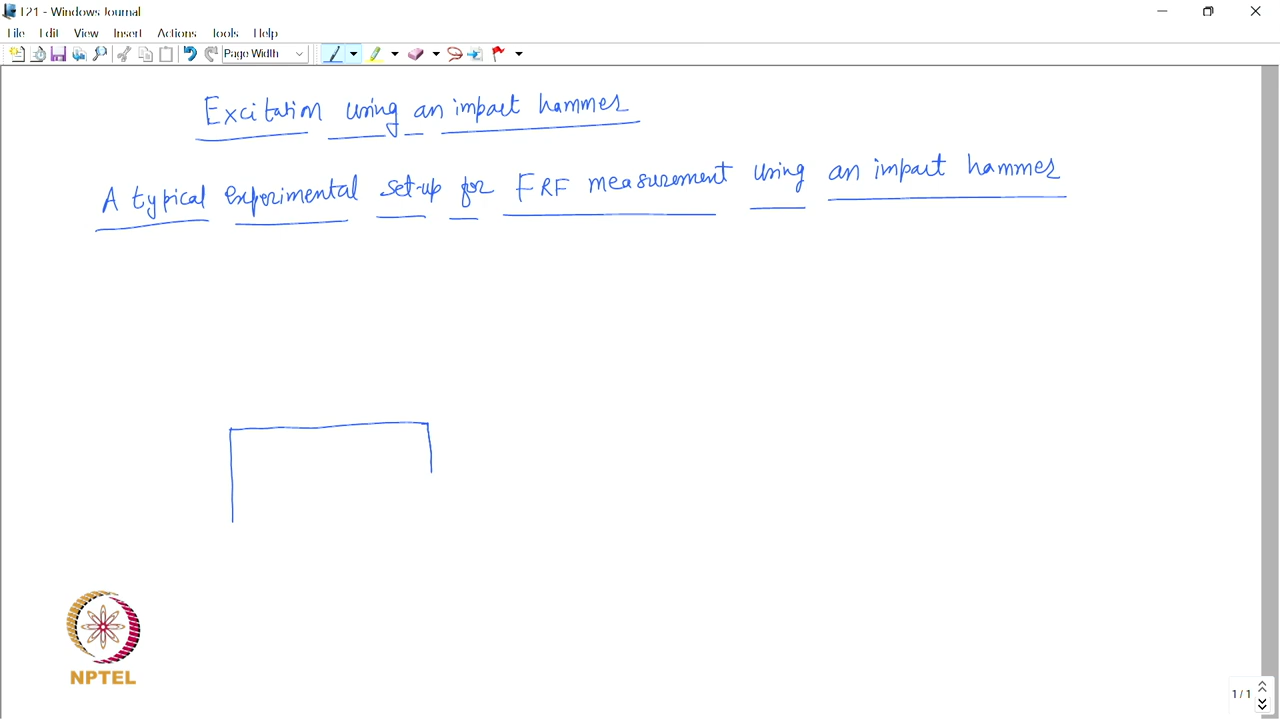 L21 - Windows Journal
File Edit View Insert Actions Tools Help
Page Width
Excitation using an impact hammer
A typical experimental set-up for FRF measurement using an impact hammer
NPTEL
1 / 1